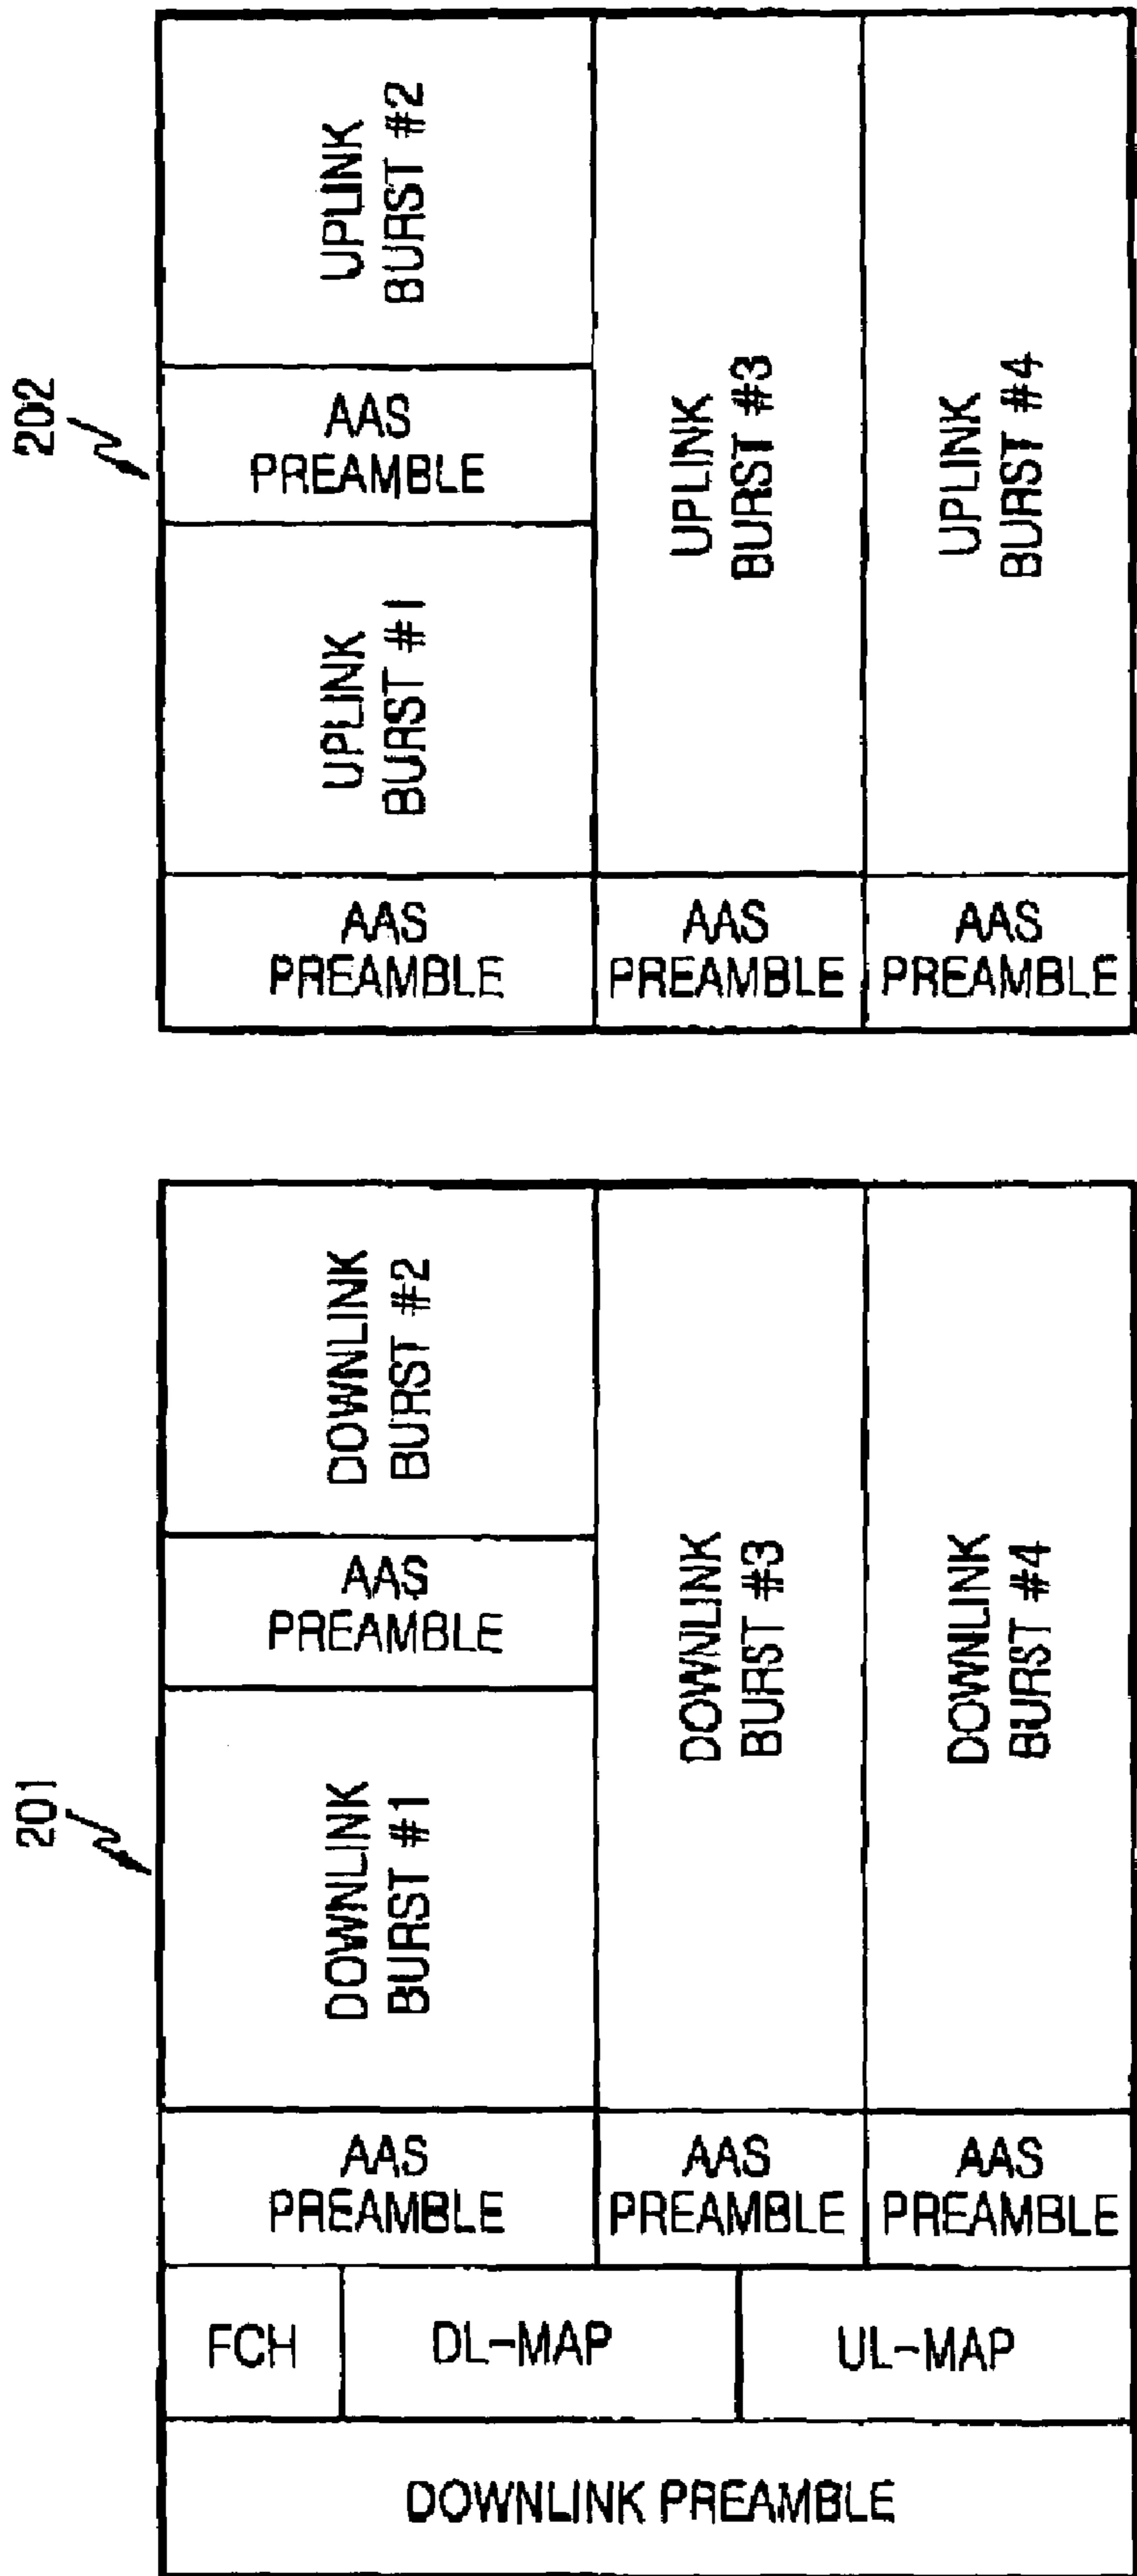 201
DOWNLINK PREAMBLE
FCH
DL-MAP
UL-MAP
AAS
PREAMBLE
DOWNLINK
BURST #1
AAS
PREAMBLE
DOWNLINK
BURST #2
AAS
PREAMBLE
DOWNLINK
BURST #3
AAS
PREAMBLE
DOWNLINK
BURST #4
202
AAS
PREAMBLE
UPLINK
BURST #1
AAS
PREAMBLE
UPLINK
BURST #2
AAS
PREAMBLE
UPLINK
BURST #3
AAS
PREAMBLE
UPLINK
BURST #4